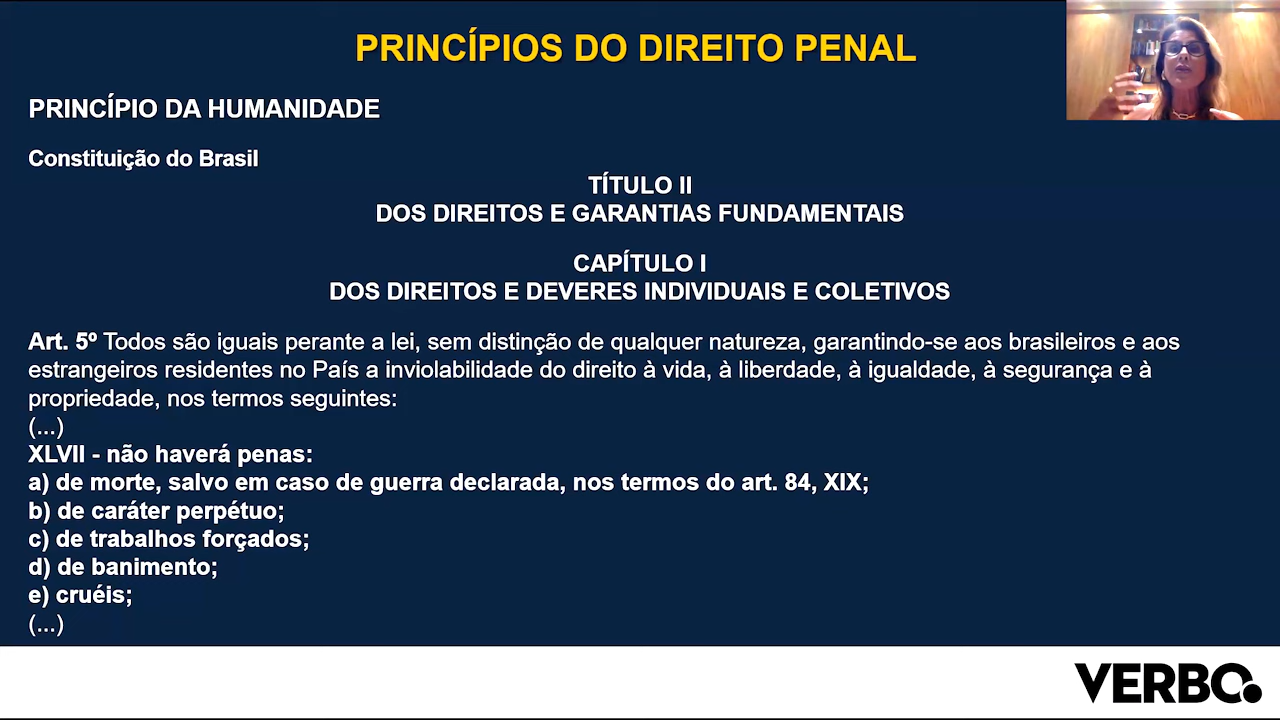 PRINCÍPIOS DO DIREITO PENAL
PRINCÍPIO DA HUMANIDADE
Constituição do Brasil
TÍTULO II
DOS DIREITOS E GARANTIAS FUNDAMENTAIS
CAPÍTULO I
DOS DIREITOS E DEVERES INDIVIDUAIS E COLETIVOS
Art. 5º Todos são iguais perante a lei, sem distinção de qualquer natureza, garantindo-se aos brasileiros e aos
estrangeiros residentes no País a inviolabilidade do direito à vida, à liberdade, à igualdade, à segurança e à
propriedade, nos termos seguintes:
(...)
XLVII - não haverá penas:
a) de morte, salvo em caso de guerra declarada, nos termos do art. 84, XIX;
b) de caráter perpétuo;
c) de trabalhos forçados;
d) de banimento;
e) cruéis;
(...)
VERBO.